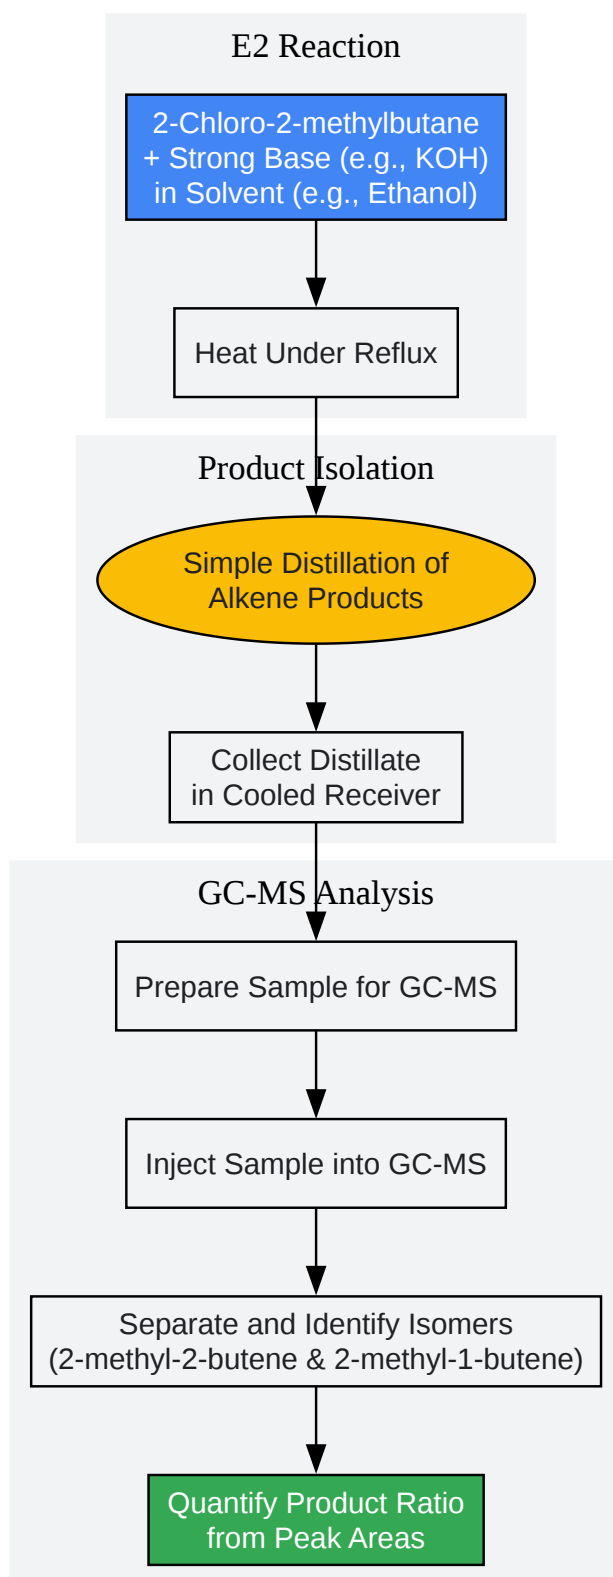 E2 Reaction
2-Chloro-2-methylbutane
+ Strong Base (e.g., KOH)
in Solvent (e.g., Ethanol)
Heat Under Reflux
Product Isolation
Simple Distillation of
Alkene Products
Collect Distillate
in Cooled Receiver
GC-MS Analysis
Prepare Sample for GC-MS
Inject Sample into GC-MS
Separate and Identify Isomers
(2-methyl-2-butene & 2-methyl-1-butene)
Quantify Product Ratio
from Peak Areas